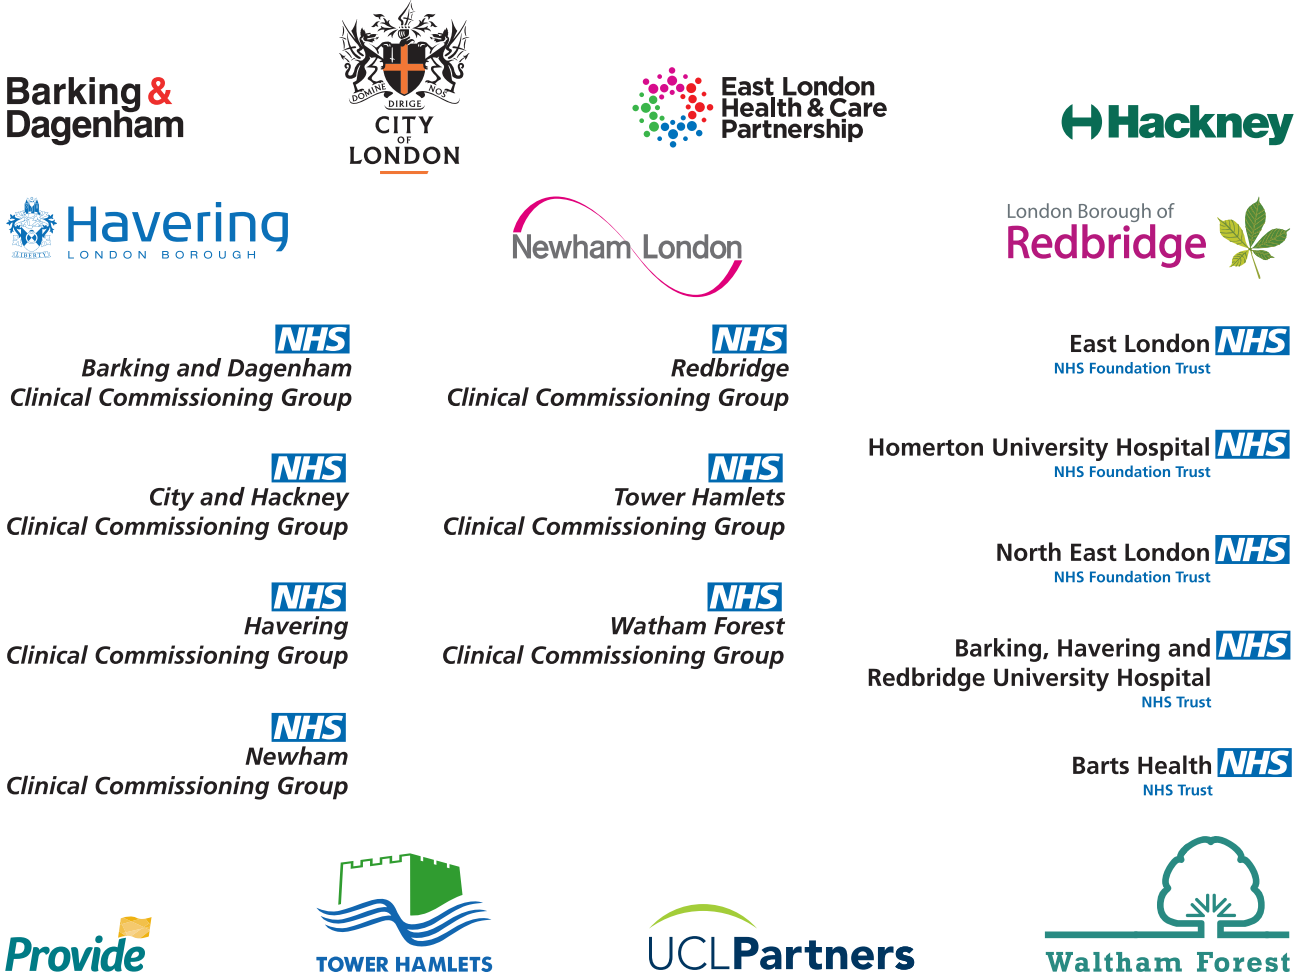 Barking &
Dagenham
DOMINE DIRIGE NOS
CITY
OF
LONDON
East London
Health & Care
Partnership
Hackney
LIBERTY
Havering
LONDON BOROUGH
Newham London
London Borough of
Redbridge
NHS
Barking and Dagenham
Clinical Commissioning Group
NHS
Redbridge
Clinical Commissioning Group
East London NHS
NHS Foundation Trust
NHS
City and Hackney
Clinical Commissioning Group
NHS
Tower Hamlets
Clinical Commissioning Group
Homerton University Hospital NHS
NHS Foundation Trust
NHS
Havering
Clinical Commissioning Group
NHS
Watham Forest
Clinical Commissioning Group
North East London NHS
NHS Foundation Trust
Barking, Havering and NHS
Redbridge University Hospital
NHS Trust
NHS
Newham
Clinical Commissioning Group
Barts Health NHS
NHS Trust
Provide
TOWER HAMLETS
UCLPartners
Waltham Forest